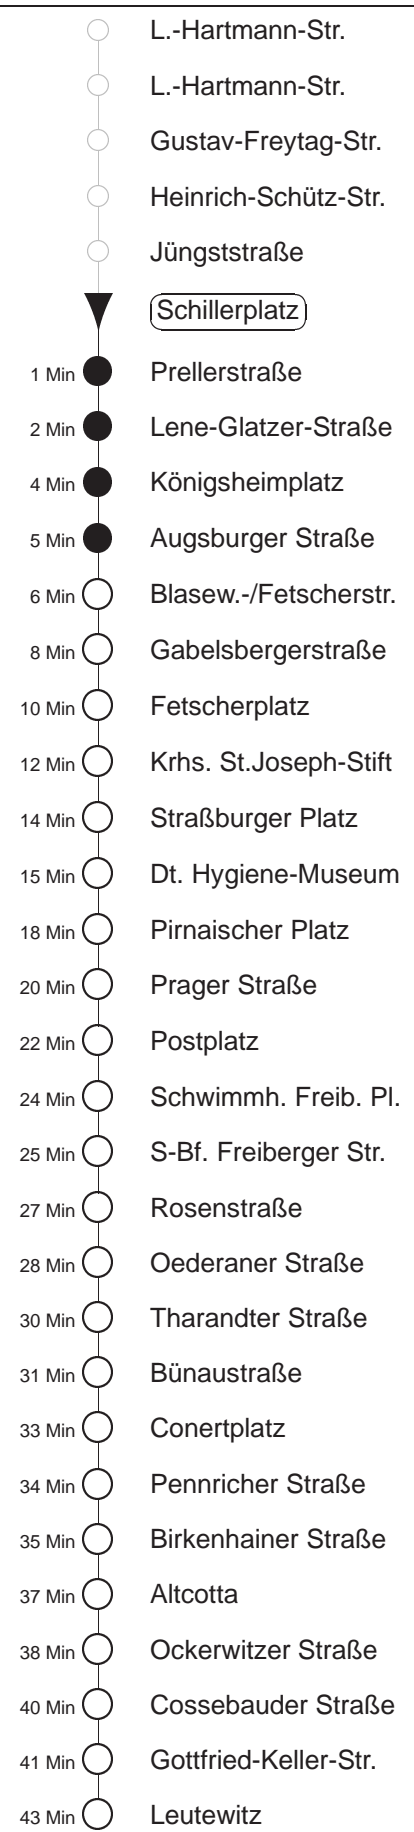 L.-Hartmann-Str.
L.-Hartmann-Str.
Gustav-Freytag-Str.
Heinrich-Schütz-Str.
Jüngststraße
Schillerplatz
1 Min Prellerstraße
2 Min Lene-Glatzer-Straße
4 Min Königsheimplatz
5 Min Augsburger Straße
6 Min Blasew.-/Fetscherstr.
8 Min Gabelsbergerstraße
10 Min Fetscherplatz
12 Min Krhs. St.Joseph-Stift
14 Min Straßburger Platz
15 Min Dt. Hygiene-Museum
18 Min Pirnaischer Platz
20 Min Prager Straße
22 Min Postplatz
24 Min Schwimmh. Freib. Pl.
25 Min S-Bf. Freiberger Str.
27 Min Rosenstraße
28 Min Oederaner Straße
30 Min Tharandter Straße
31 Min Bünaustraße
33 Min Conertplatz
34 Min Pennricher Straße
35 Min Birkenhainer Straße
37 Min Altcotta
38 Min Ockerwitzer Straße
40 Min Cossebauder Straße
41 Min Gottfried-Keller-Str.
43 Min Leutewitz